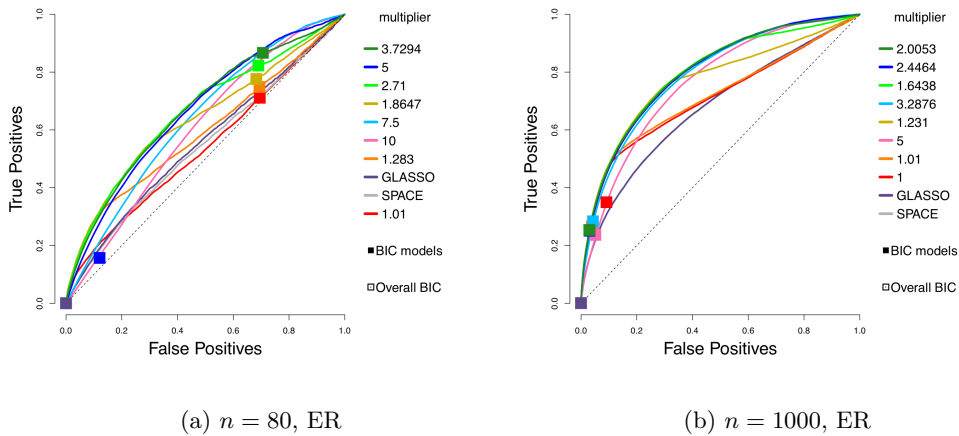 True Positives
1.0
0.8
0.6
0.4
0.2
0.0
0.0 0.2 0.4 0.6 0.8 1.0
False Positives
multiplier
3.7294
5
2.71
1.8647
7.5
10
1.283
GLASSO
SPACE
1.01
BIC models
Overall BIC
(a) n = 80, ER
True Positives
1.0
0.8
0.6
0.4
0.2
0.0
0.0 0.2 0.4 0.6 0.8 1.0
False Positives
multiplier
2.0053
2.4464
1.6438
3.2876
1.231
5
1.01
1
GLASSO
SPACE
BIC models
Overall BIC
(b) n = 1000, ER